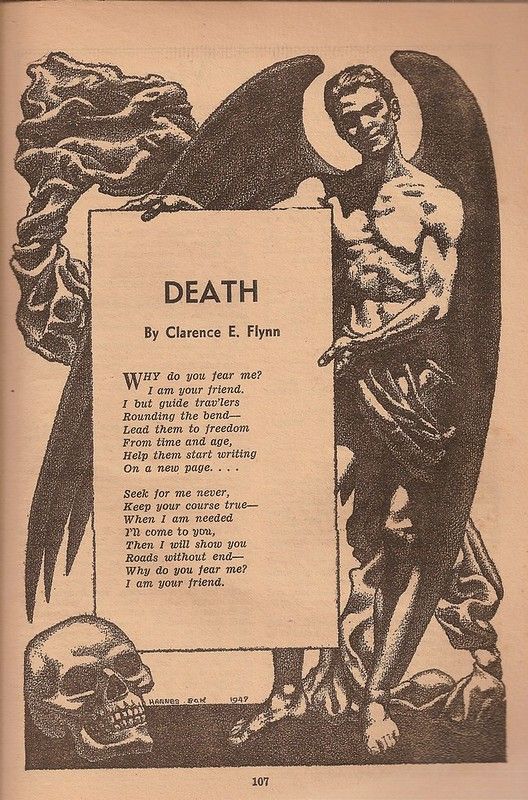 DEATH
By Clarence E. Flynn
WHY do you fear me?
I am your friend.
I but guide trav'lers
Rounding the bend—
Lead them to freedom
From time and age,
Help them start writing
On a new page. . . .
Seek for me never,
Keep your course true—
When I am needed
I'll come to you,
Then I will show you
Roads without end—
Why do you fear me?
I am your friend.
HANNES BOK 1947
107